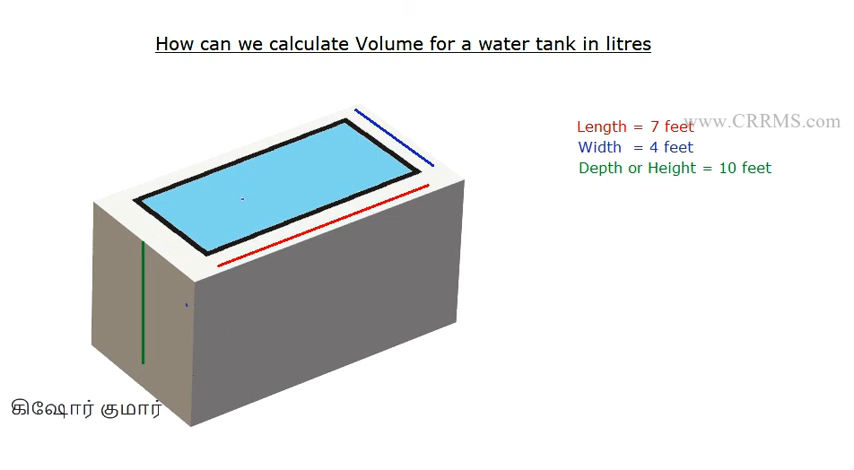 How can we calculate Volume for a water tank in litres
www.CRRMS.com
Length = 7 feet
Width = 4 feet
Depth or Height = 10 feet
கிஷோர் குமார்